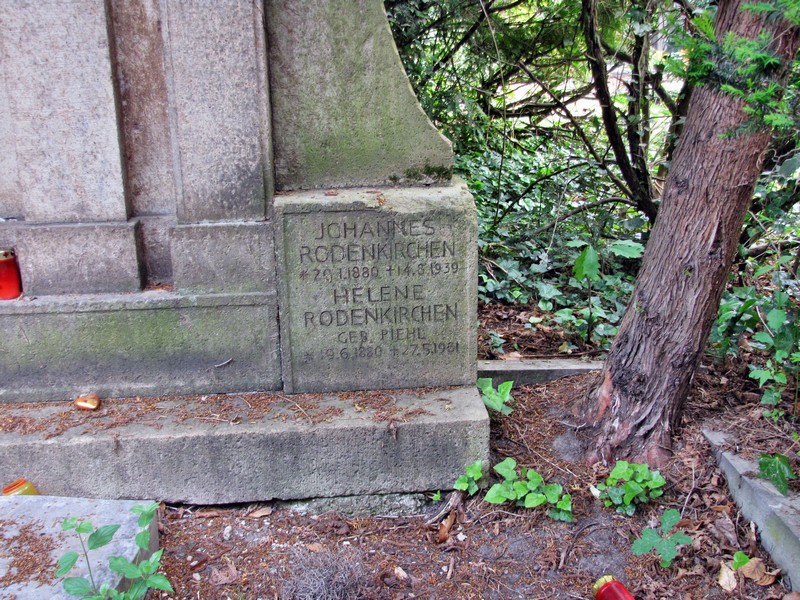 JOHANNES
RODENKIRCHEN
*20.1.1880 +14.8.1939
HELENE
RODENKIRCHEN
GEB. PIEHL
*19.6.1880 +27.5.1961